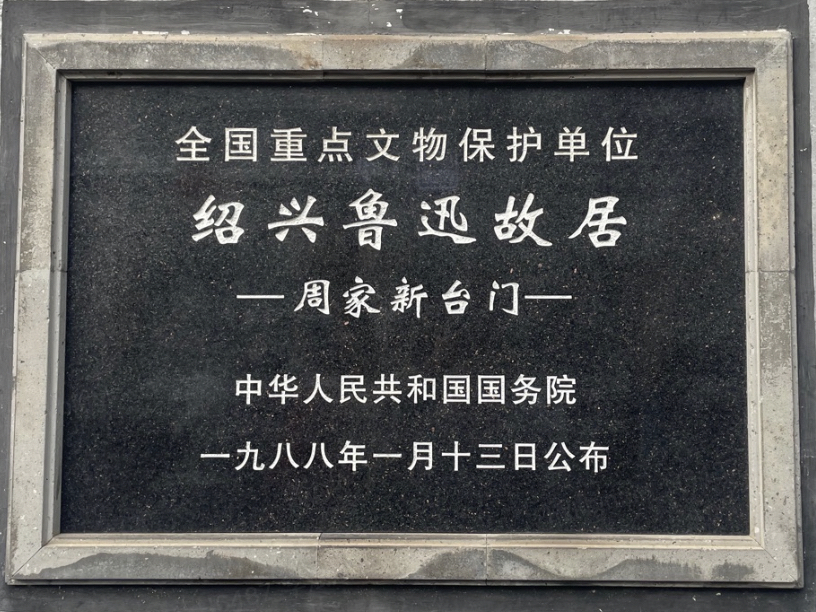 全国重点文物保护单位
绍兴鲁迅故居
—周家新台门—
中华人民共和国国务院
一九八八年一月十三日公布